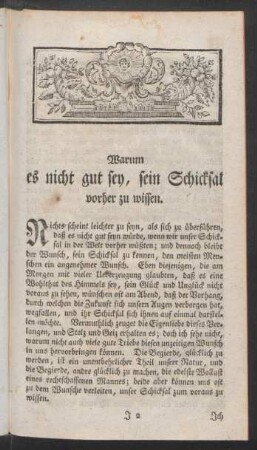 Warum
es nicht gut sey, sein Schicksal
vorher zu wissen.
Nichts scheint leichter zu seyn, als sich zu überführen,
daß es nicht gut seyn würde, wenn wir unser Schick-
sal in der Welt vorher wüßten; und dennoch bleibt
der Wunsch, sein Schicksal zu kennen, den meisten Men-
schen ein angenehmer Wunsch. Eben diejenigen, die am
Morgen mit vieler Ueberzeugung glaubten, daß es eine
Wohlthat des Himmels sey, sein Glück und Unglück nicht
voraus zu sehen, wünschen oft am Abend, daß der Vorhang,
durch welchen die Zukunft sich unsern Augen verborgen hält,
wegfallen, und ihr Schicksal sich ihnen auf einmal darstel-
len möchte. Vermuthlich zeuget die Eigenliebe dieses Ver-
langen, und Stolz und Geiz erhalten es; doch ich sehe nicht,
warum nicht auch viele gute Triebe diesen unzeitigen Wunsch
in uns hervorbringen können. Die Begierde, glücklich zu
werden, ist ein unentbehrlicher Theil unsrer Natur, und
die Begierde, andre glücklich zu machen, die edelste Wollust
eines rechtschaffenen Mannes; beide aber können uns oft
zu dem Wunsche verleiten, unser Schicksal zum voraus zu
wissen.
J 2
Ich